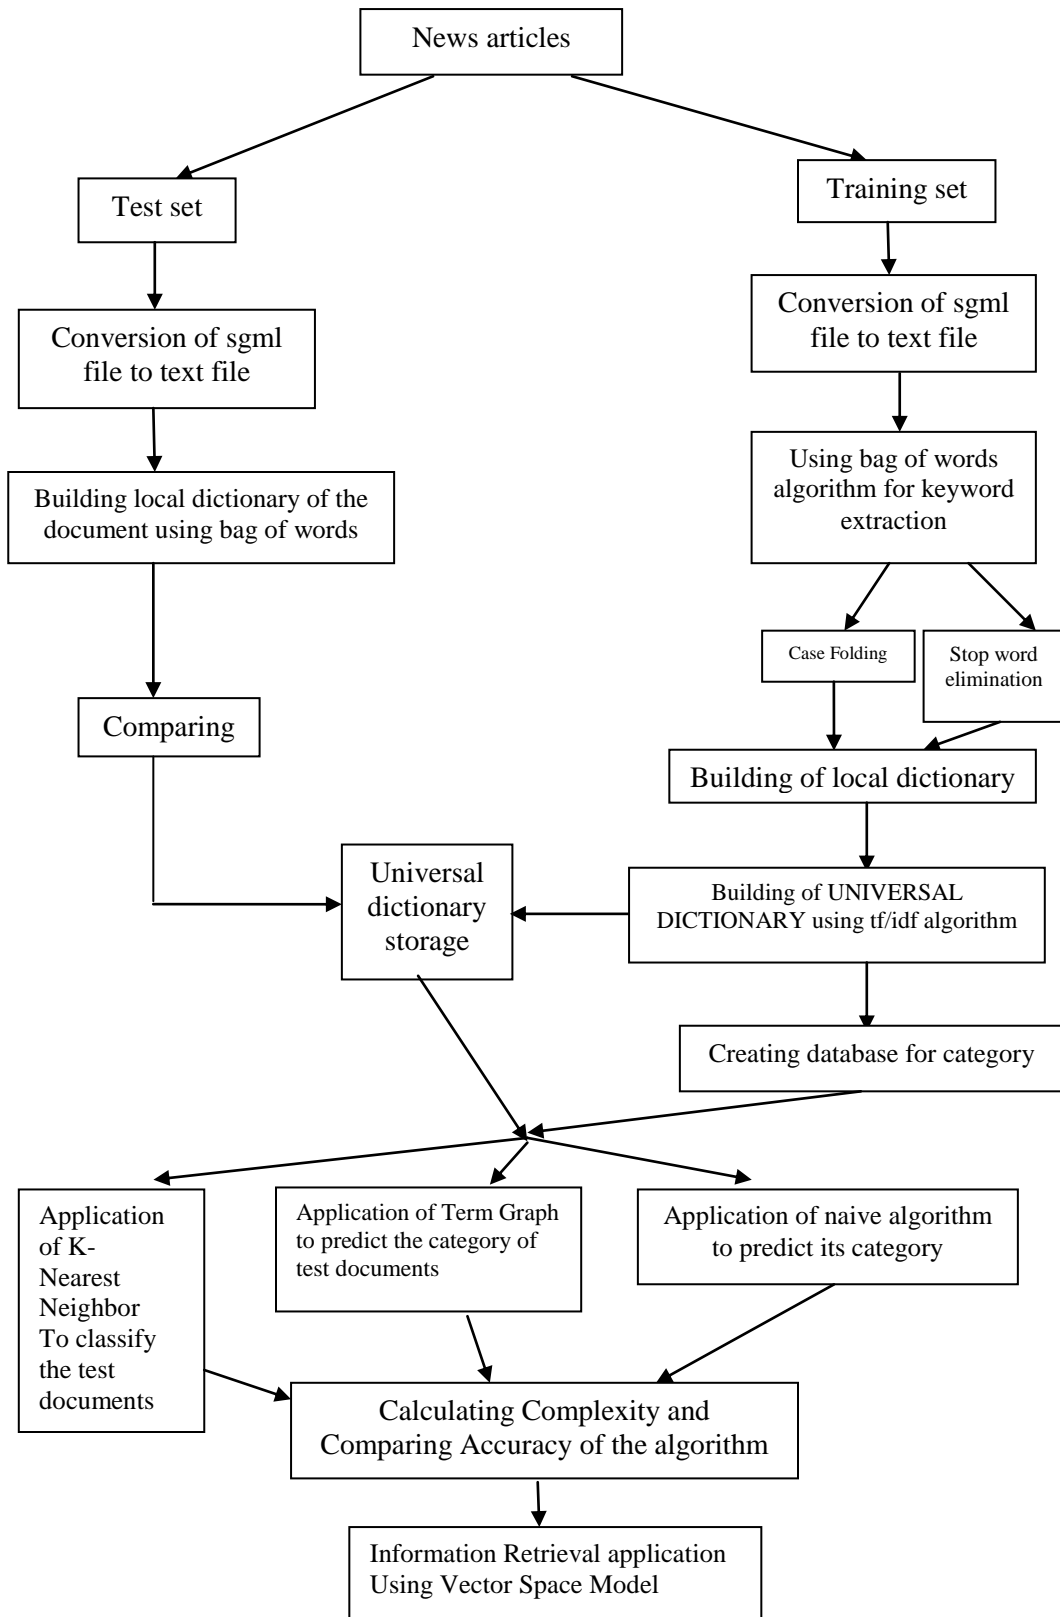 News articles
Test set
Training set
Conversion of sgml
file to text file
Conversion of sgml
file to text file
Building local dictionary of the
document using bag of words
Using bag of words
algorithm for keyword
extraction
Case Folding
Stop word
elimination
Comparing
Building of local dictionary
Universal
dictionary
storage
Building of UNIVERSAL
DICTIONARY using tf/idf algorithm
Creating database for category
Application
of K-
Nearest
Neighbor
To classify
the test
documents
Application of Term Graph
to predict the category of
test documents
Application of naive algorithm
to predict its category
Calculating Complexity and
Comparing Accuracy of the algorithm
Information Retrieval application
Using Vector Space Model